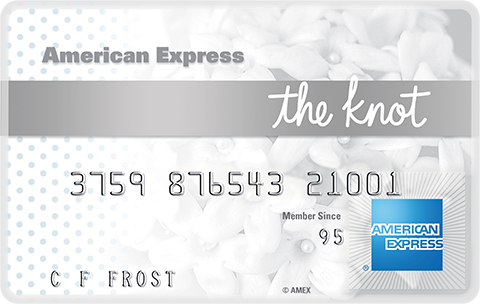 American Express
the knot
3759 876543 21001
Member Since
95
AMERICAN
EXPRESS
®
C F FROST
© AMEX